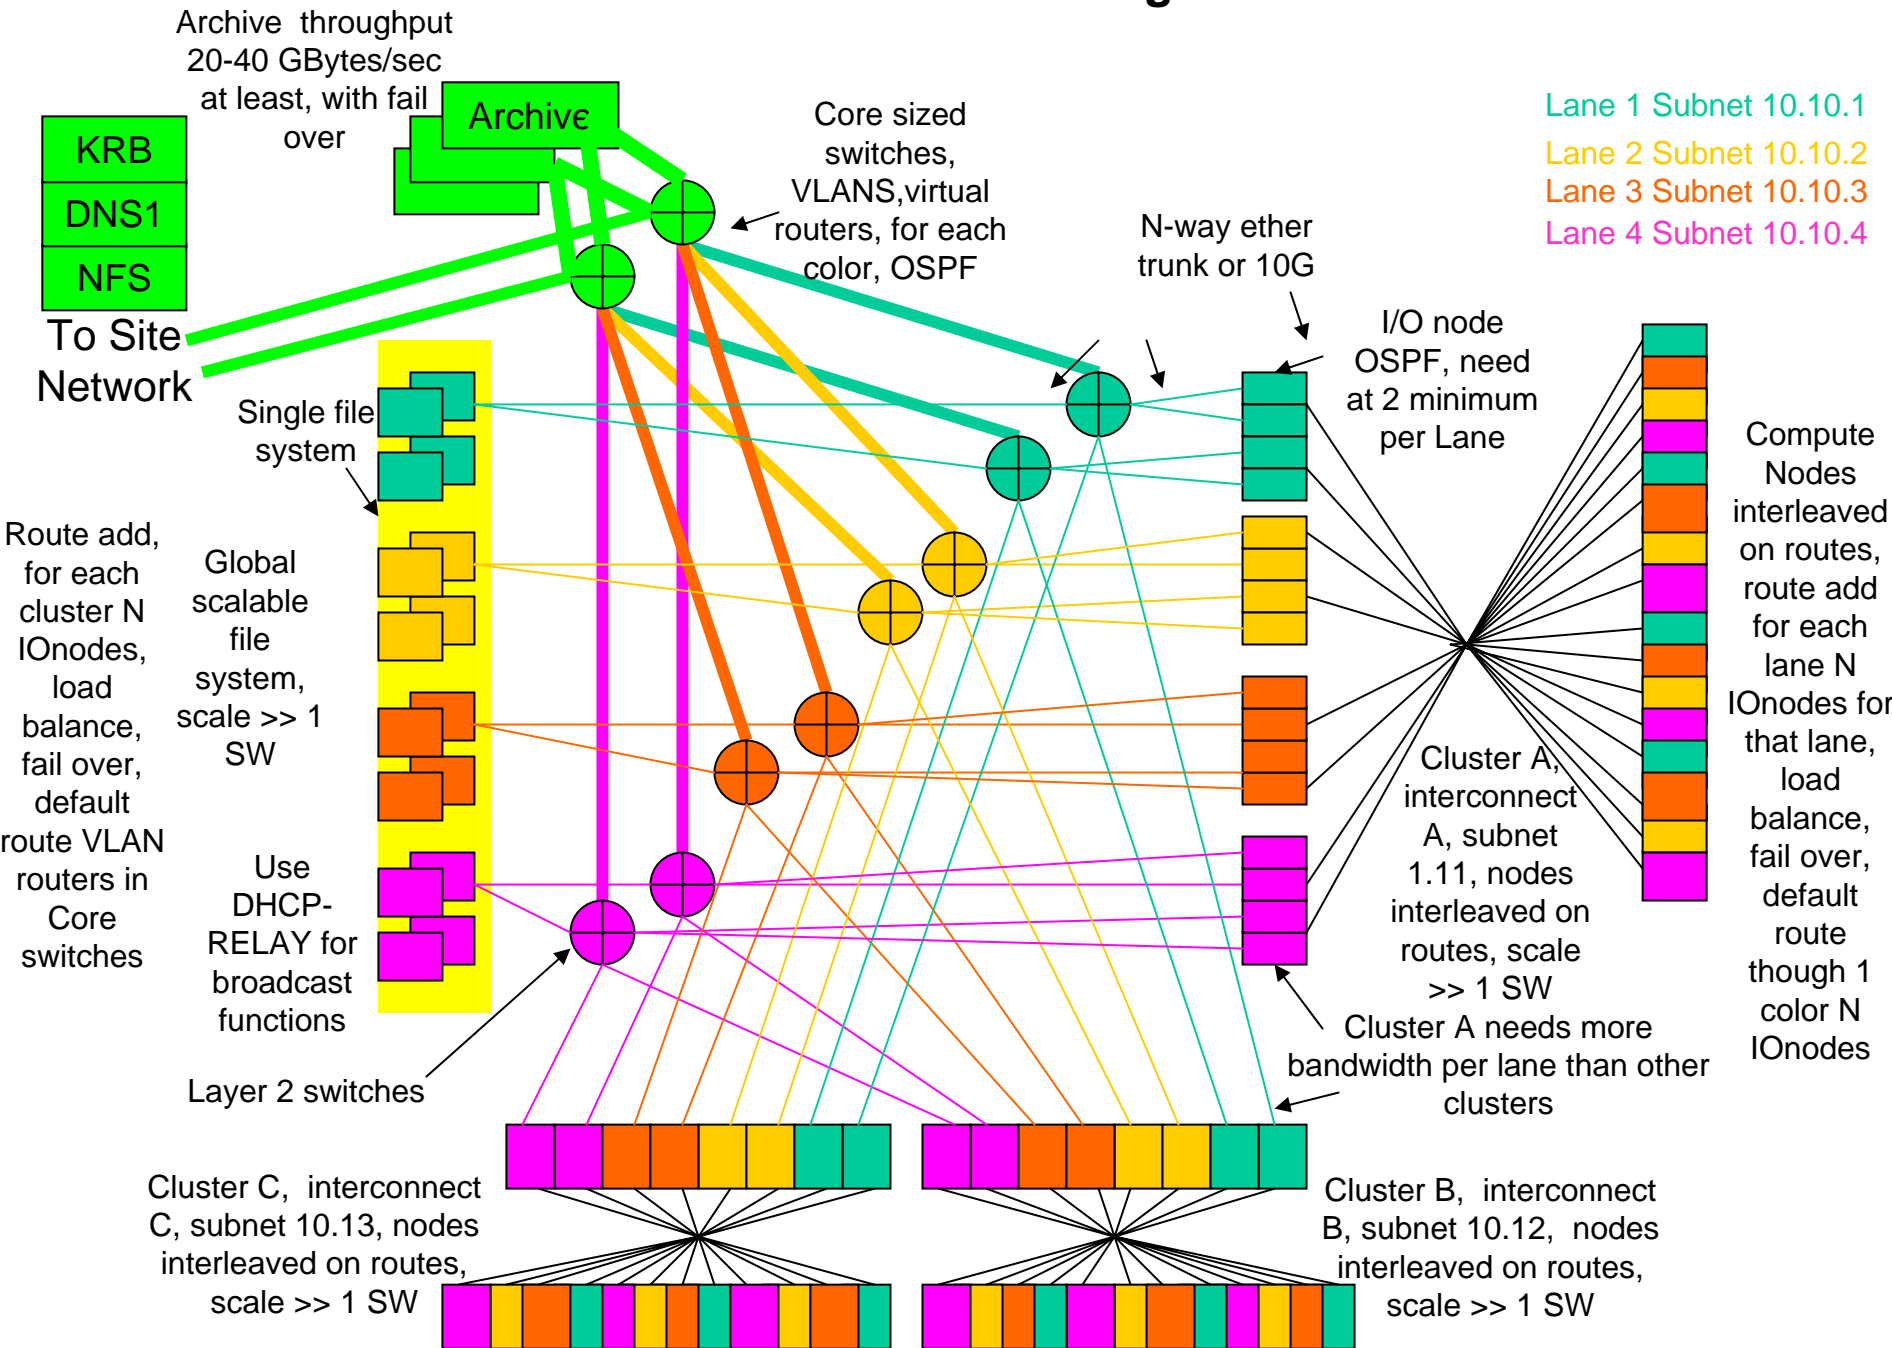 g
Archive throughput
20-40 GBytes/sec
at least, with fail
over
Archive
KRB
DNS1
NFS
To Site
Network
Core sized
switches,
VLANS,virtual
routers, for each
color, OSPF
Lane 1 Subnet 10.10.1
Lane 2 Subnet 10.10.2
Lane 3 Subnet 10.10.3
Lane 4 Subnet 10.10.4
N-way ether
trunk or 10G
I/O node
OSPF, need
at 2 minimum
per Lane
Single file
system
Route add,
for each
cluster N
IOnodes,
load
balance,
fail over,
default
route VLAN
routers in
Core
switches
Global
scalable
file
system,
scale >> 1
SW
Use
DHCP-
RELAY for
broadcast
functions
Layer 2 switches
Compute
Nodes
interleaved
on routes,
route add
for each
lane N
IOnodes for
that lane,
load
balance,
fail over,
default
route
though 1
color N
IOnodes
Cluster A,
interconnect
A, subnet
1.11, nodes
interleaved on
routes, scale
>> 1 SW
Cluster A needs more
bandwidth per lane than other
clusters
Cluster C, interconnect
C, subnet 10.13, nodes
interleaved on routes,
scale >> 1 SW
Cluster B, interconnect
B, subnet 10.12, nodes
interleaved on routes,
scale >> 1 SW